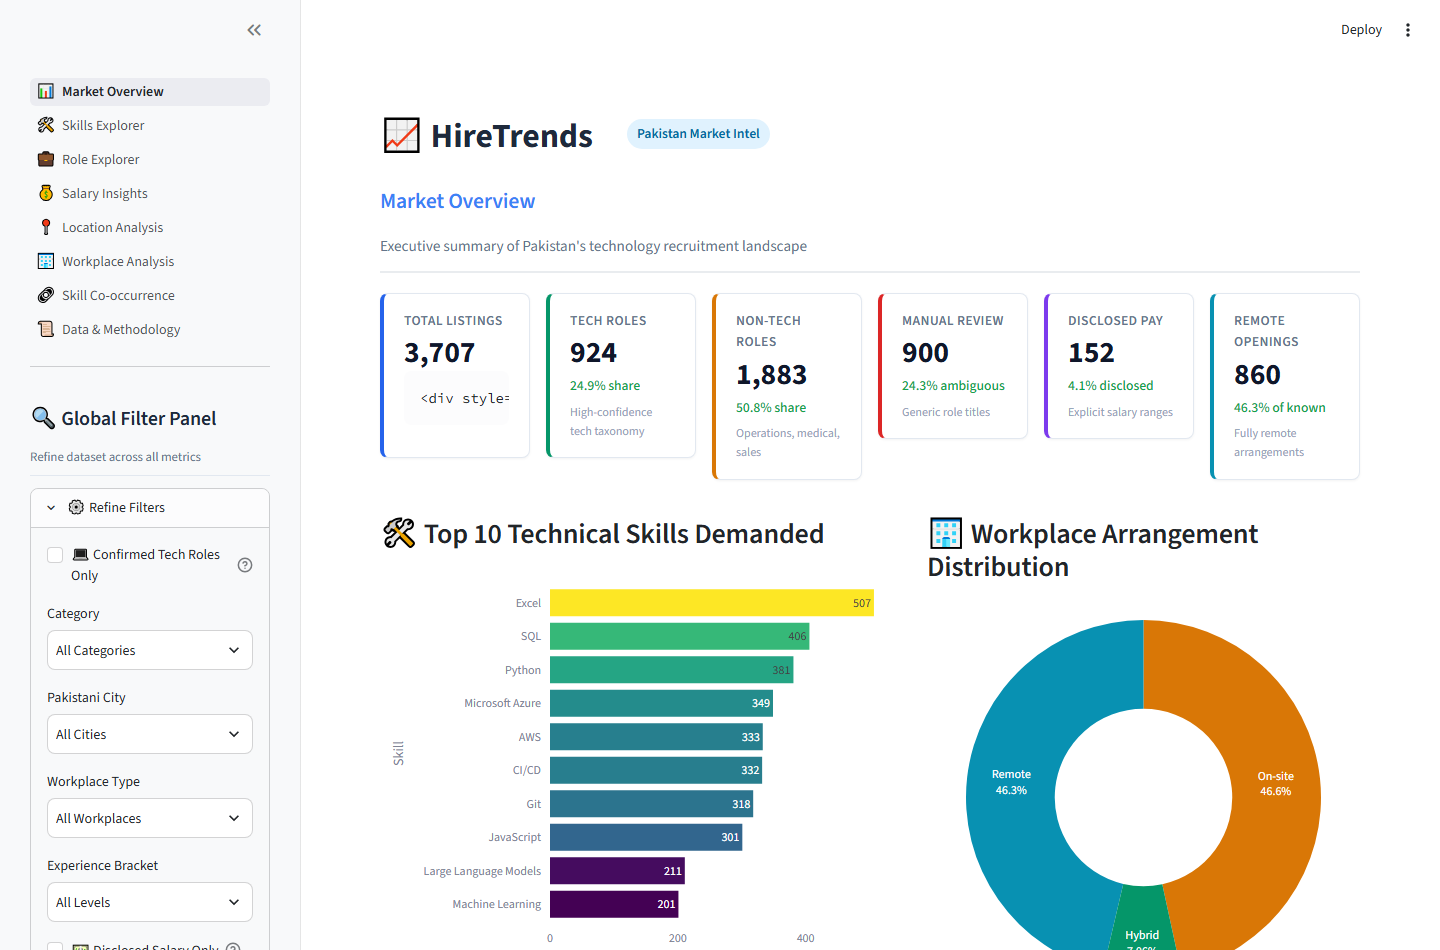 Deploy
Market Overview
Skills Explorer
Role Explorer
Salary Insights
Location Analysis
Workplace Analysis
Skill Co-occurrence
Data & Methodology
Global Filter Panel
Refine dataset across all metrics
Refine Filters
Confirmed Tech Roles
Only
Category
All Categories
Pakistani City
All Cities
Workplace Type
All Workplaces
Experience Bracket
All Levels
Disclosed Salary Only
HireTrends
Pakistan Market Intel
Market Overview
Executive summary of Pakistan's technology recruitment landscape
TOTAL LISTINGS
3,707
<div style=
TECH ROLES
924
24.9% share
High-confidence
tech taxonomy
NON-TECH
ROLES
1,883
50.8% share
Operations, medical,
sales
MANUAL REVIEW
900
24.3% ambiguous
Generic role titles
DISCLOSED PAY
152
4.1% disclosed
Explicit salary ranges
REMOTE
OPENINGS
860
46.3% of known
Fully remote
arrangements
Top 10 Technical Skills Demanded
Skill
Excel 507
SQL 406
Python 381
Microsoft Azure 349
AWS 333
CI/CD 332
Git 318
JavaScript 301
Large Language Models 211
Machine Learning 201
0 200 400
Workplace Arrangement
Distribution
Remote
46.3%
On-site
46.6%
Hybrid